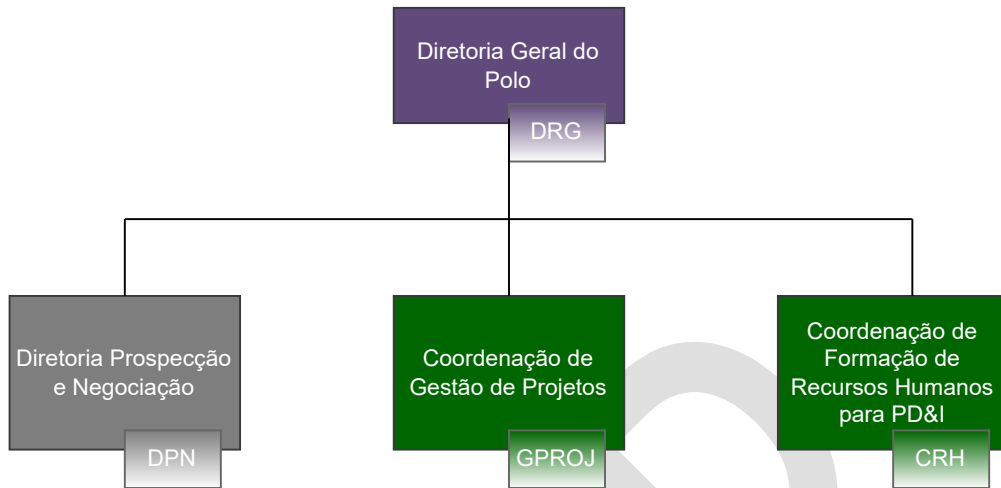 Diretoria Geral do
Polo
DRG
Diretoria Prospecção
e Negociação
DPN
Coordenação de
Gestão de Projetos
GPROJ
Coordenação de
Formação de
Recursos Humanos
para PD&I
CRH